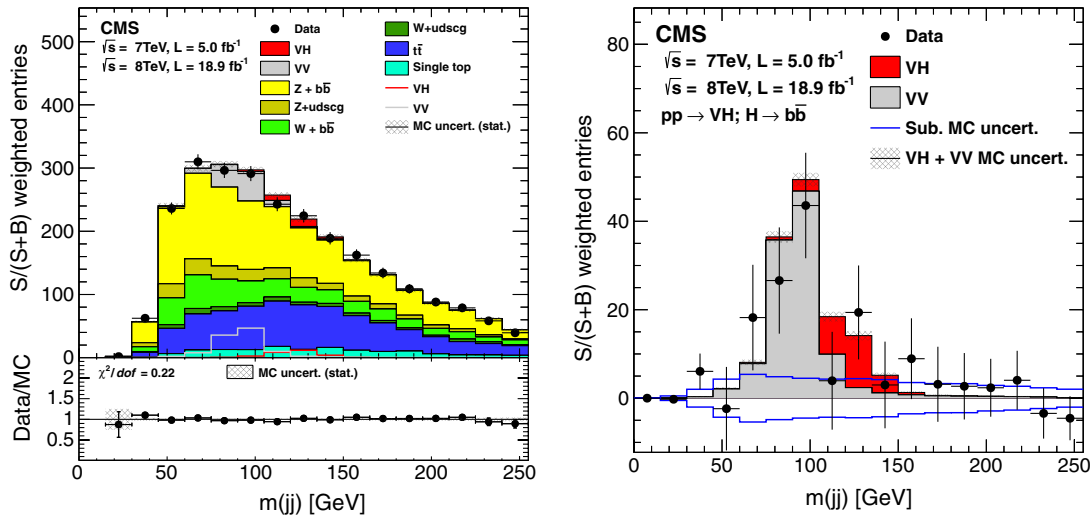 CMS
√s = 7TeV, L = 5.0 fb⁻¹
√s = 8TeV, L = 18.9 fb⁻¹
Data
VH
VV
Z + bb̅
Z+udscg
W + bb̅
W+udscg
tt̅
Single top
VH
VV
MC uncert. (stat.)
S/(S+B) weighted entries
500
400
300
200
100
0
χ²/dof = 0.22
MC uncert. (stat.)
Data/MC
2
1.5
1
0.5
0 50 100 150 200 250
m(jj) [GeV]
CMS
√s = 7TeV, L = 5.0 fb⁻¹
√s = 8TeV, L = 18.9 fb⁻¹
pp → VH; H → bb̅
Data
VH
VV
Sub. MC uncert.
VH + VV MC uncert.
S/(S+B) weighted entries
80
60
40
20
0
0 50 100 150 200 250
m(jj) [GeV]